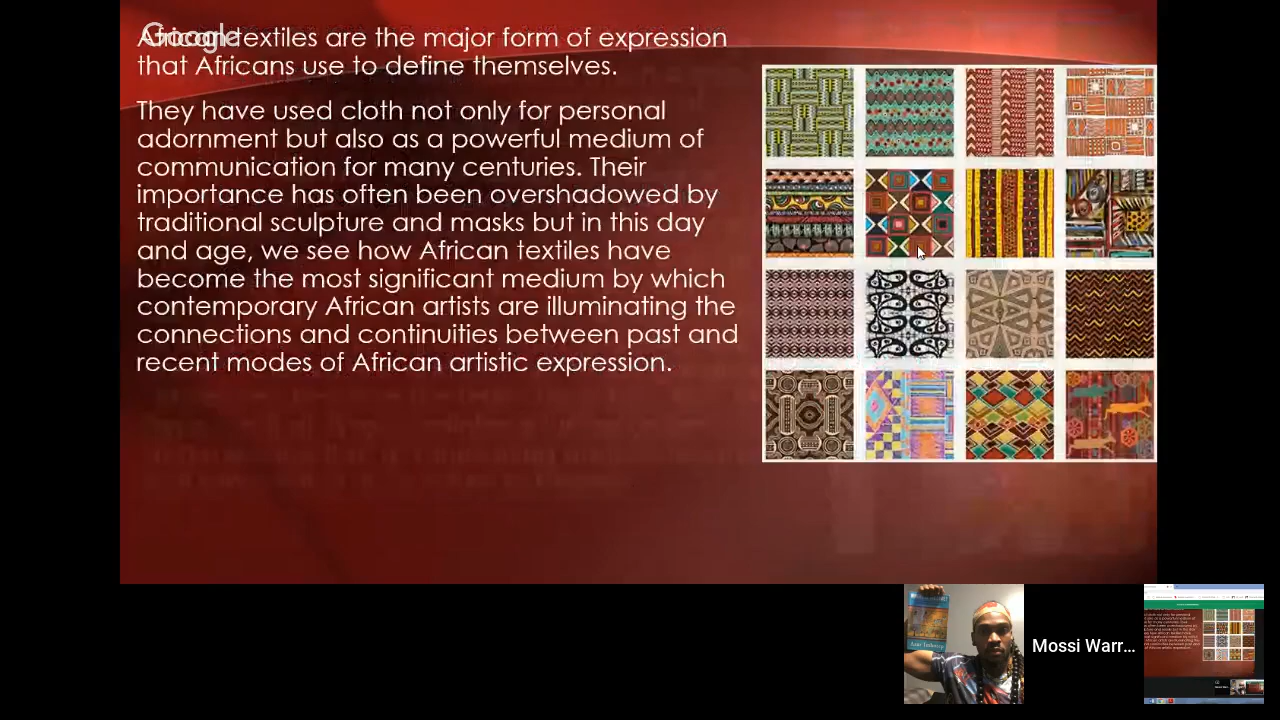 Google
African textiles are the major form of expression
that Africans use to define themselves.
They have used cloth not only for personal
adornment but also as a powerful medium of
communication for many centuries. Their
importance has often been overshadowed by
traditional sculpture and masks but in this day
and age, we see how African textiles have
become the most significant medium by which
contemporary African artists are illuminating the
connections and continuities between past and
recent modes of African artistic expression.
Mossi Warr...